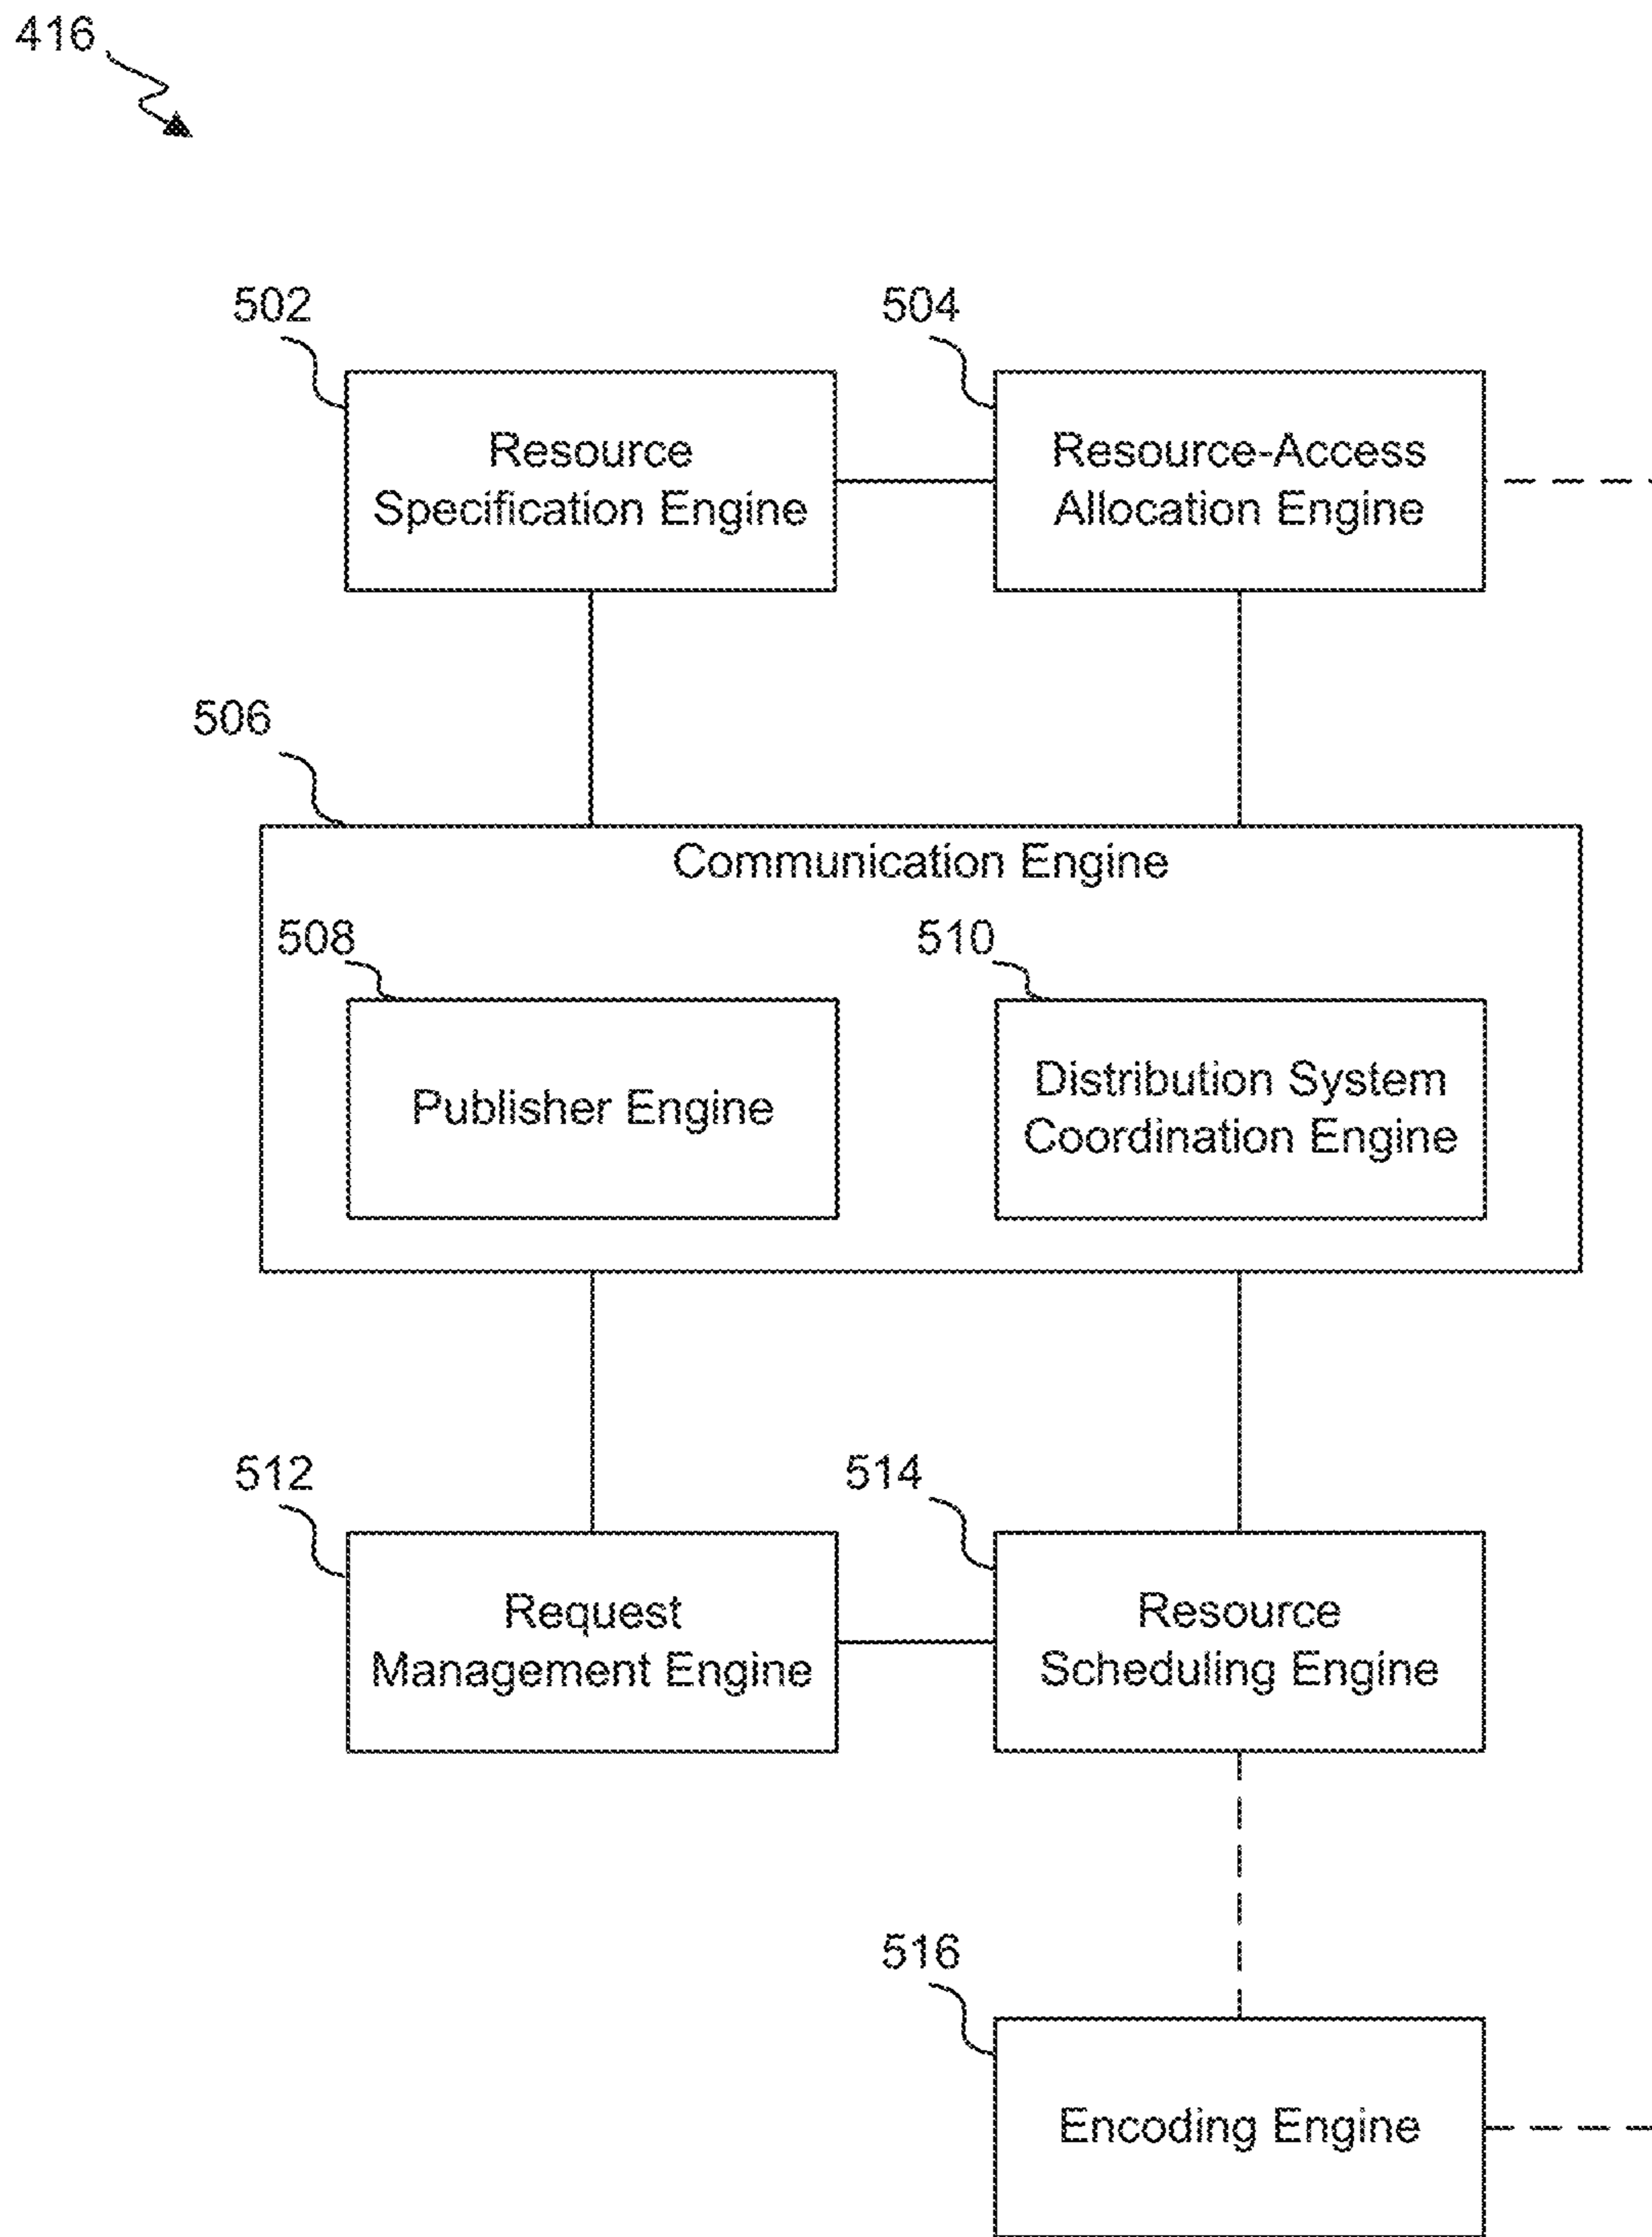 416
502
504
Resource
Specification Engine
Resource-Access
Allocation Engine
506
Communication Engine
508
510
Publisher Engine
Distribution System
Coordination Engine
512
514
Request
Management Engine
Resource
Scheduling Engine
516
Encoding Engine